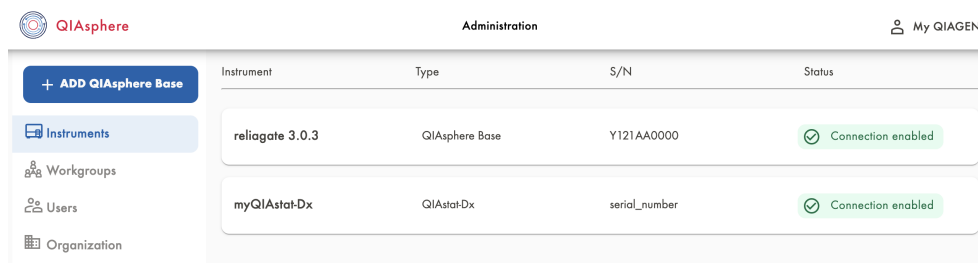 QIAsphere Administration My QIAGEN
+ ADD QIAsphere Base
Instrument Type S/N Status
Instruments
reliagate 3.0.3 QIAsphere Base Y121AA0000 Connection enabled
Workgroups
myQIAstat-Dx QIAstat-Dx serial_number Connection enabled
Users
Organization